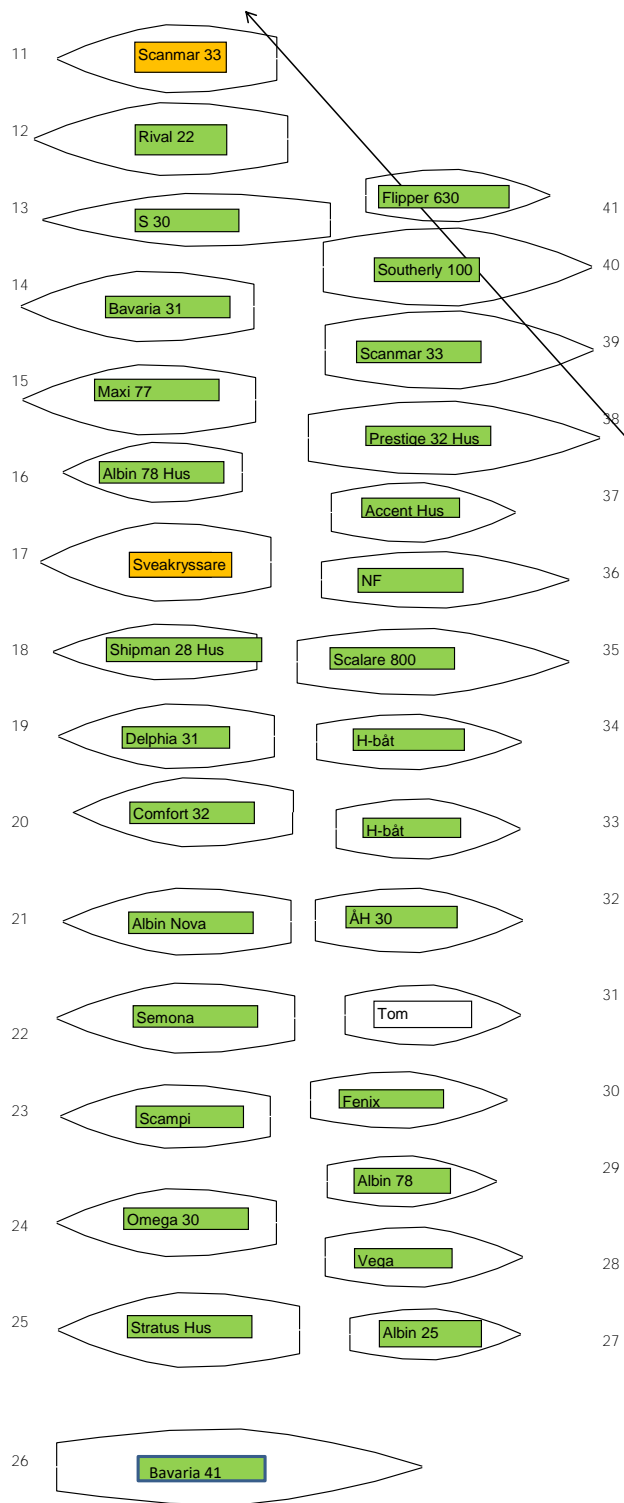 11 Scanmar 33
12 Rival 22
13 S 30
Flipper 630 41
Southerly 100 40
14 Bavaria 31
Scanmar 33 39
15 Maxi 77
Prestige 32 Hus 38
16 Albin 78 Hus
Accent Hus 37
17 Sveakryssare
NF 36
18 Shipman 28 Hus
Scalare 800 35
19 Delphia 31
H-båt 34
20 Comfort 32
H-båt 33
21 Albin Nova
ÅH 30 32
22 Semona
Tom 31
23 Scampi
Fenix 30
Albin 78 29
24 Omega 30
Vega 28
25 Stratus Hus
Albin 25 27
26 Bavaria 41